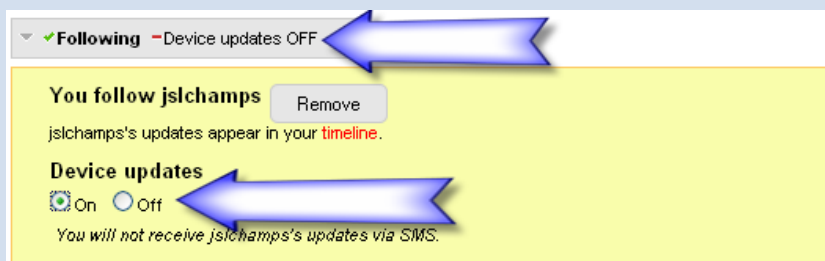 Following -Device updates OFF
You follow jslchamps Remove
jslchamps's updates appear in your timeline.
Device updates
On Off
You will not receive jslchamps's updates via SMS.